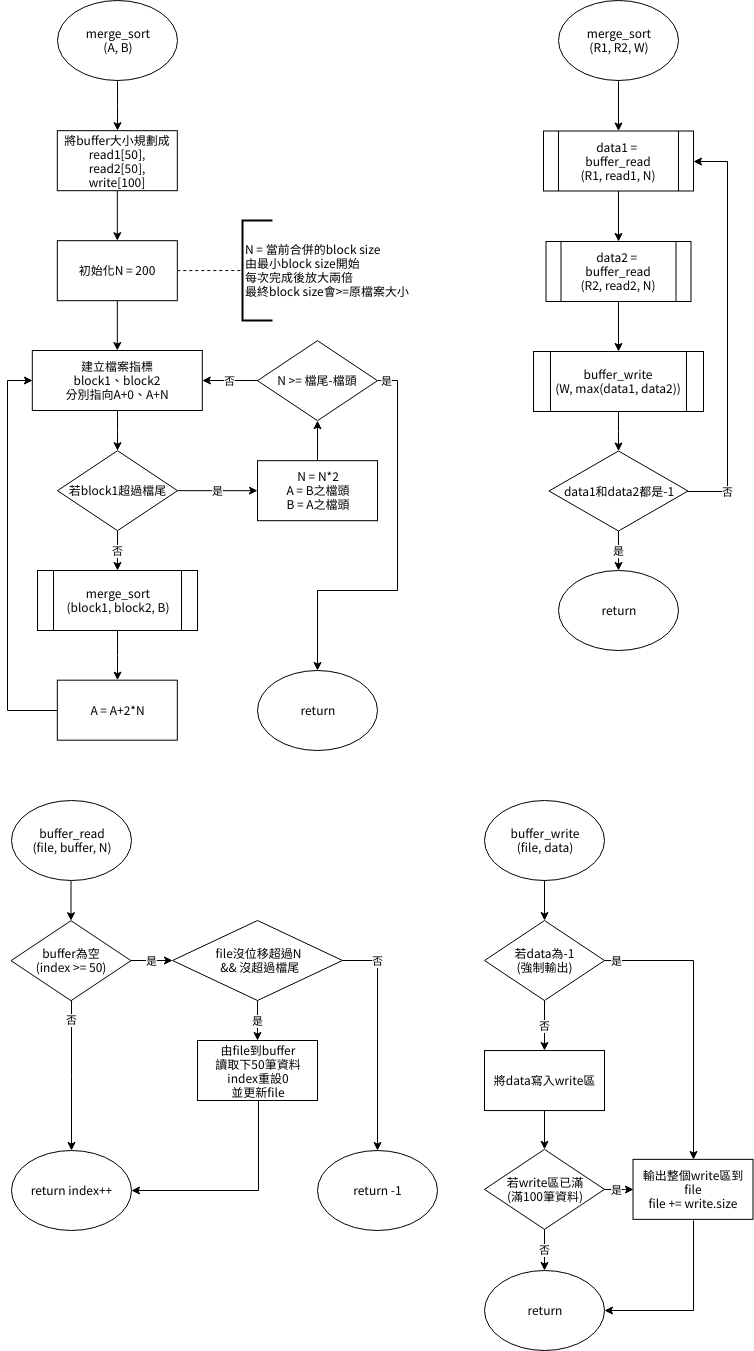 merge_sort
(A, B)
將buffer大小規劃成
read1[50],
read2[50],
write[100]
初始化N = 200
N = 當前合併的block size
由最小block size開始
每次完成後放大兩倍
最終block size會>=原檔案大小
建立檔案指標
block1、block2
分別指向A+0、A+N
否
N >= 檔尾-檔頭
是
若block1超過檔尾
是
N = N*2
A = B之檔頭
B = A之檔頭
否
merge_sort
(block1, block2, B)
A = A+2*N
return
merge_sort
(R1, R2, W)
data1 =
buffer_read
(R1, read1, N)
data2 =
buffer_read
(R2, read2, N)
buffer_write
(W, max(data1, data2))
data1和data2都是-1
否
是
return
buffer_read
(file, buffer, N)
buffer為空
(index >= 50)
是
file沒位移超過N
&& 沒超過檔尾
否
否
是
由file到buffer
讀取下50筆資料
index重設0
並更新file
return index++
return -1
buffer_write
(file, data)
若data為-1
(強制輸出)
是
否
將data寫入write區
若write區已滿
(滿100筆資料)
是
輸出整個write區到
file
file += write.size
否
return